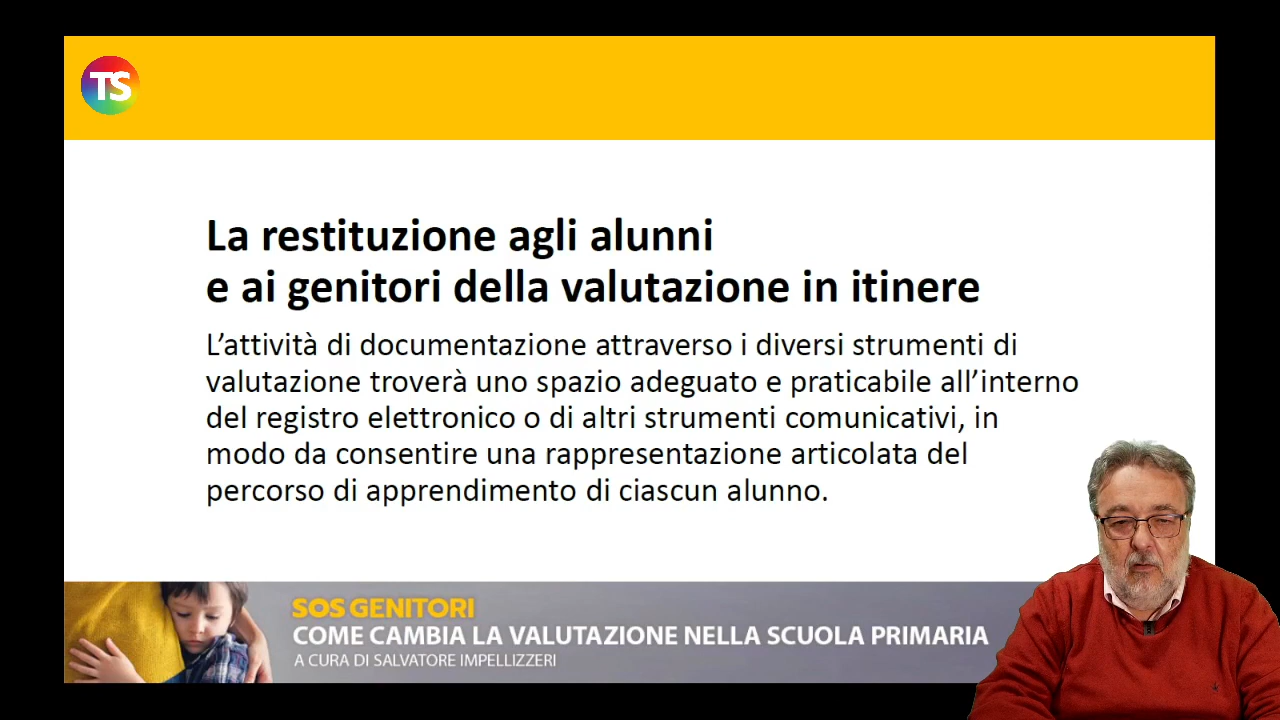 TS
La restituzione agli alunni
e ai genitori della valutazione in itinere
L’attività di documentazione attraverso i diversi strumenti di
valutazione troverà uno spazio adeguato e praticabile all’interno
del registro elettronico o di altri strumenti comunicativi, in
modo da consentire una rappresentazione articolata del
percorso di apprendimento di ciascun alunno.
SOS GENITORI
COME CAMBIA LA VALUTAZIONE NELLA SCUOLA PRIMARIA
A CURA DI SALVATORE IMPELLIZZERI